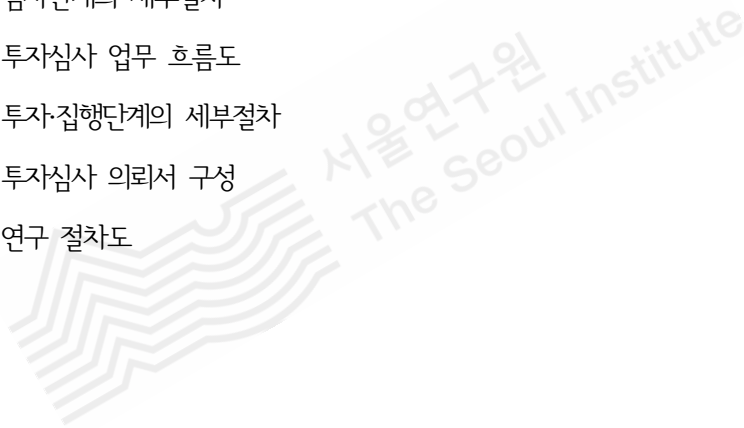 투자심사 업무 흐름도
투자·집행단계의 세부절차
투자심사 의뢰서 구성
연구 절차도
서울연구원
The Seoul Institute